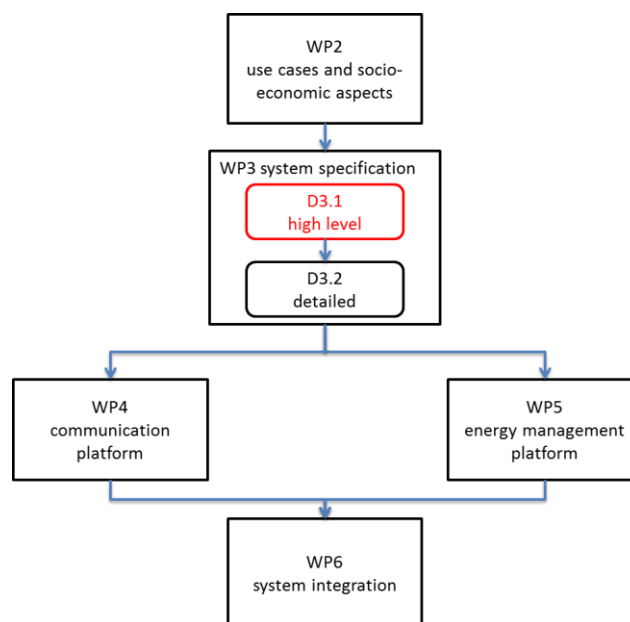 WP2
use cases and socio-
economic aspects
WP3 system specification
D3.1
high level
D3.2
detailed
WP4
communication
platform
WP5
energy management
platform
WP6
system integration